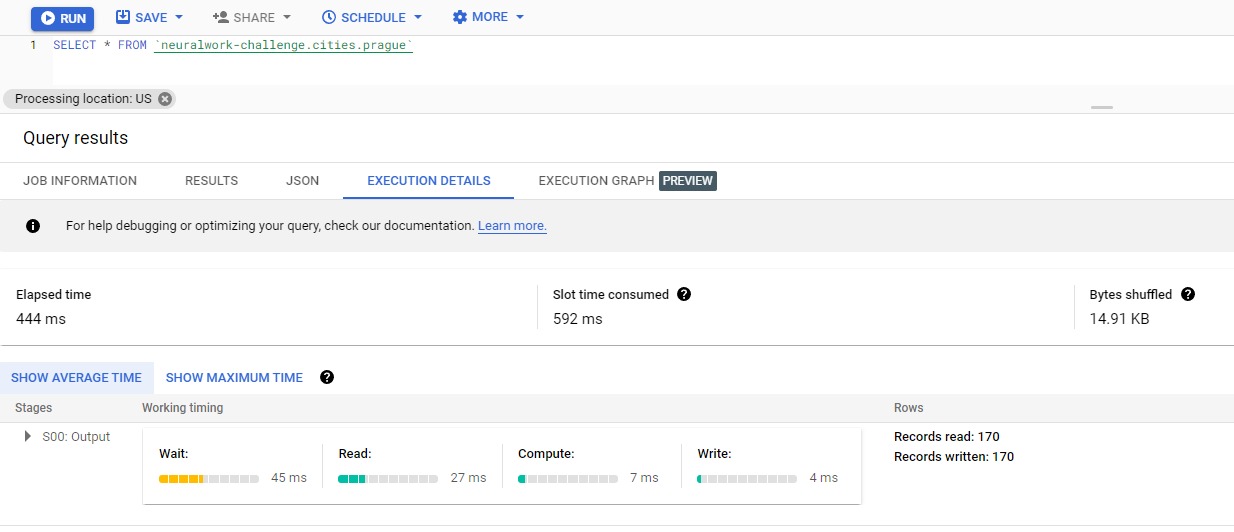 RUN SAVE SHARE SCHEDULE MORE
1 SELECT * FROM `neuralwork-challenge.cities.prague`
Processing location: US
Query results
JOB INFORMATION RESULTS JSON EXECUTION DETAILS EXECUTION GRAPH PREVIEW
For help debugging or optimizing your query, check our documentation. Learn more.
Elapsed time Slot time consumed Bytes shuffled
444 ms 592 ms 14.91 KB
SHOW AVERAGE TIME SHOW MAXIMUM TIME
Stages Working timing Rows
S00: Output Records read: 170
Wait: Read: Compute: Write: Records written: 170
45 ms 27 ms 7 ms 4 ms